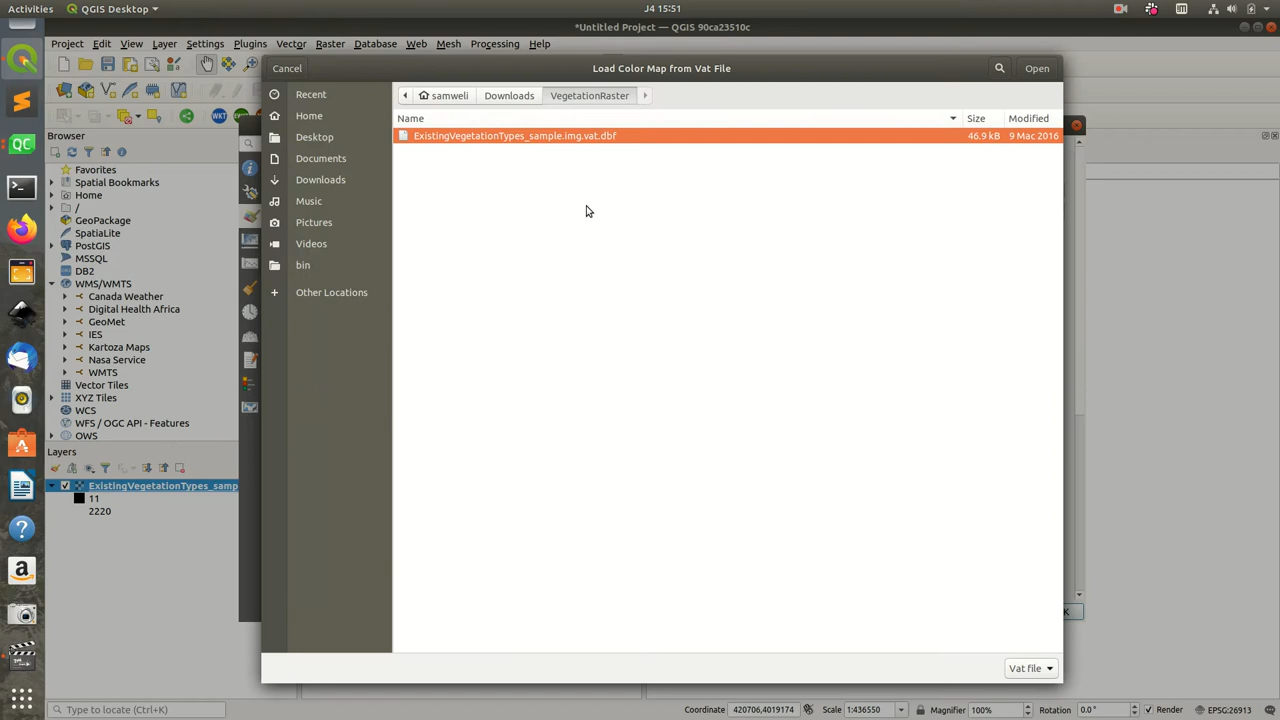 Activities
QGIS Desktop
J4 15:51
*Untitled Project — QGIS 90ca23510c
Project Edit View Layer Settings Plugins Vector Raster Database Web Mesh Processing Help
Cancel
Load Color Map from Vat File
Open
samweli
Downloads
VegetationRaster
Name
Size
Modified
ExistingVegetationTypes_sample.img.vat.dbf
46.9 kB
9 Mac 2016
Recent
Home
Desktop
Documents
Downloads
Music
Pictures
Videos
bin
Other Locations
Vat file
WKT
Browser
Favorites
Spatial Bookmarks
Home
/
GeoPackage
SpatiaLite
PostGIS
MSSQL
DB2
WMS/WMTS
Canada Weather
Digital Health Africa
GeoMet
IES
Kartoza Maps
Nasa Service
WMTS
Vector Tiles
XYZ Tiles
WCS
WFS / OGC API - Features
OWS
Layers
ExistingVegetationTypes_samp
11
2220
K
Type to locate (Ctrl+K)
Coordinate 420706,4019174
Scale 1:436550
Magnifier 100%
Rotation 0.0 °
Render
EPSG:26913